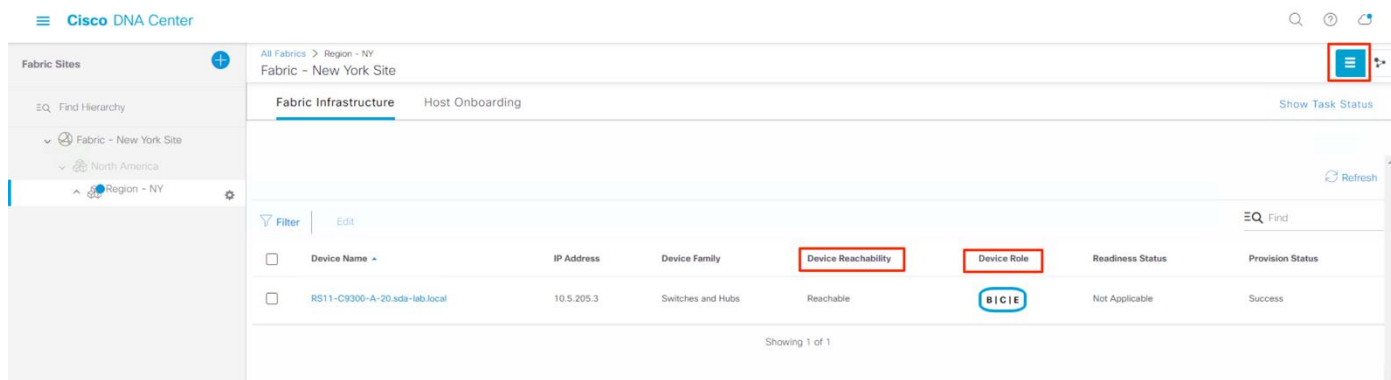 Cisco DNA Center
Fabric Sites
Find Hierarchy
Fabric - New York Site
North America
Region - NY
All Fabrics > Region - NY
Fabric - New York Site
Fabric Infrastructure Host Onboarding Show Task Status
Refresh
Filter Edit Find
Device Name IP Address Device Family Device Reachability Device Role Readiness Status Provision Status
RS11-C9300-A-20.sda-lab.local 10.5.205.3 Switches and Hubs Reachable B|C|E Not Applicable Success
Showing 1 of 1